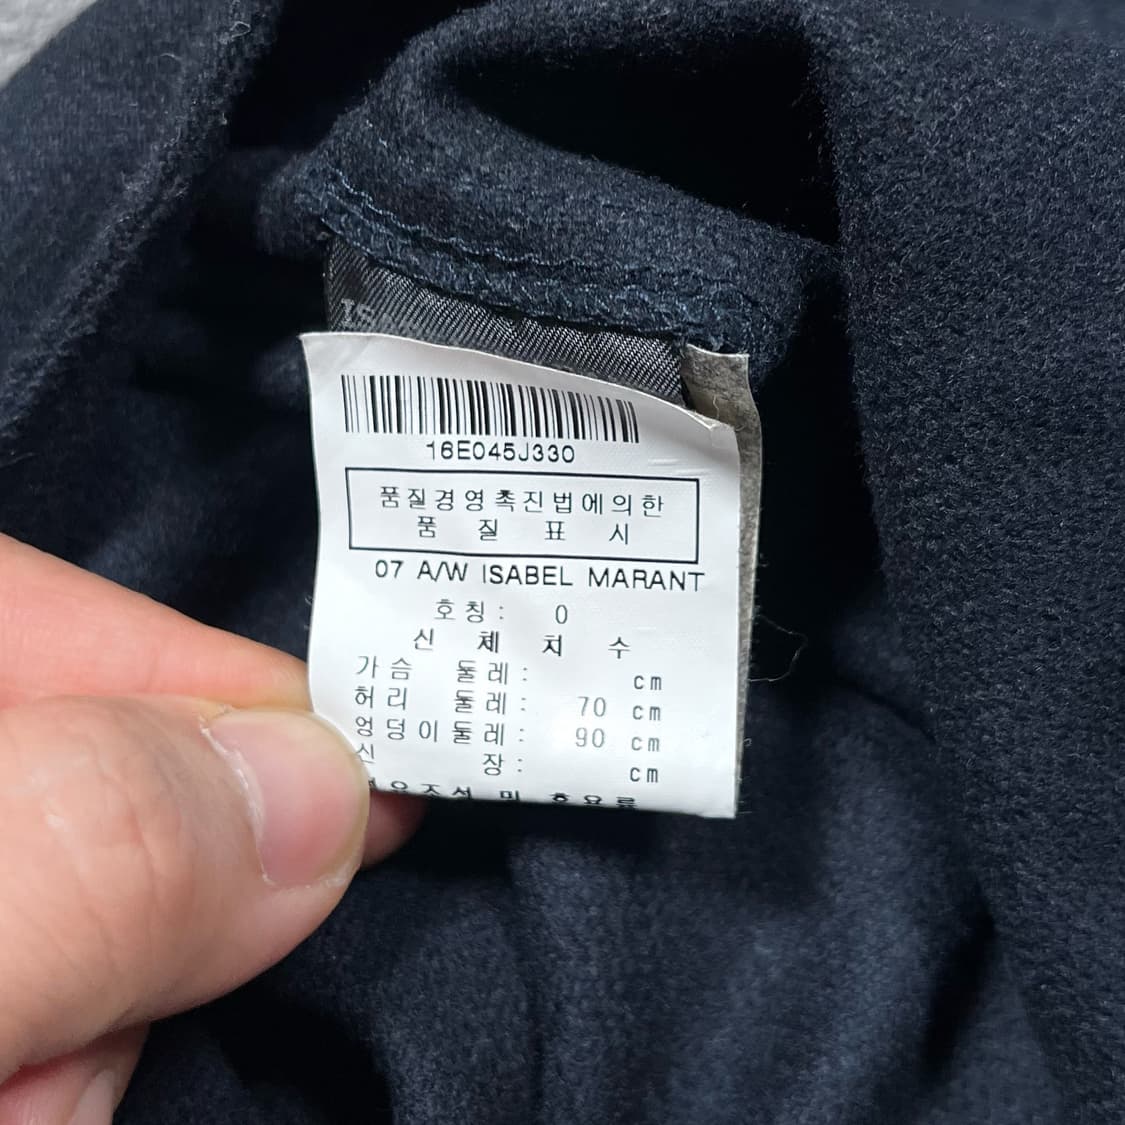 16E045J330
품질경영촉진법에의한
품 질 표 시
07 A/W ISABEL MARANT
호칭: 0
신 체 치 수
가슴 둘레: cm
허리 둘레: 70 cm
엉덩이둘레: 90 cm
신 장: cm